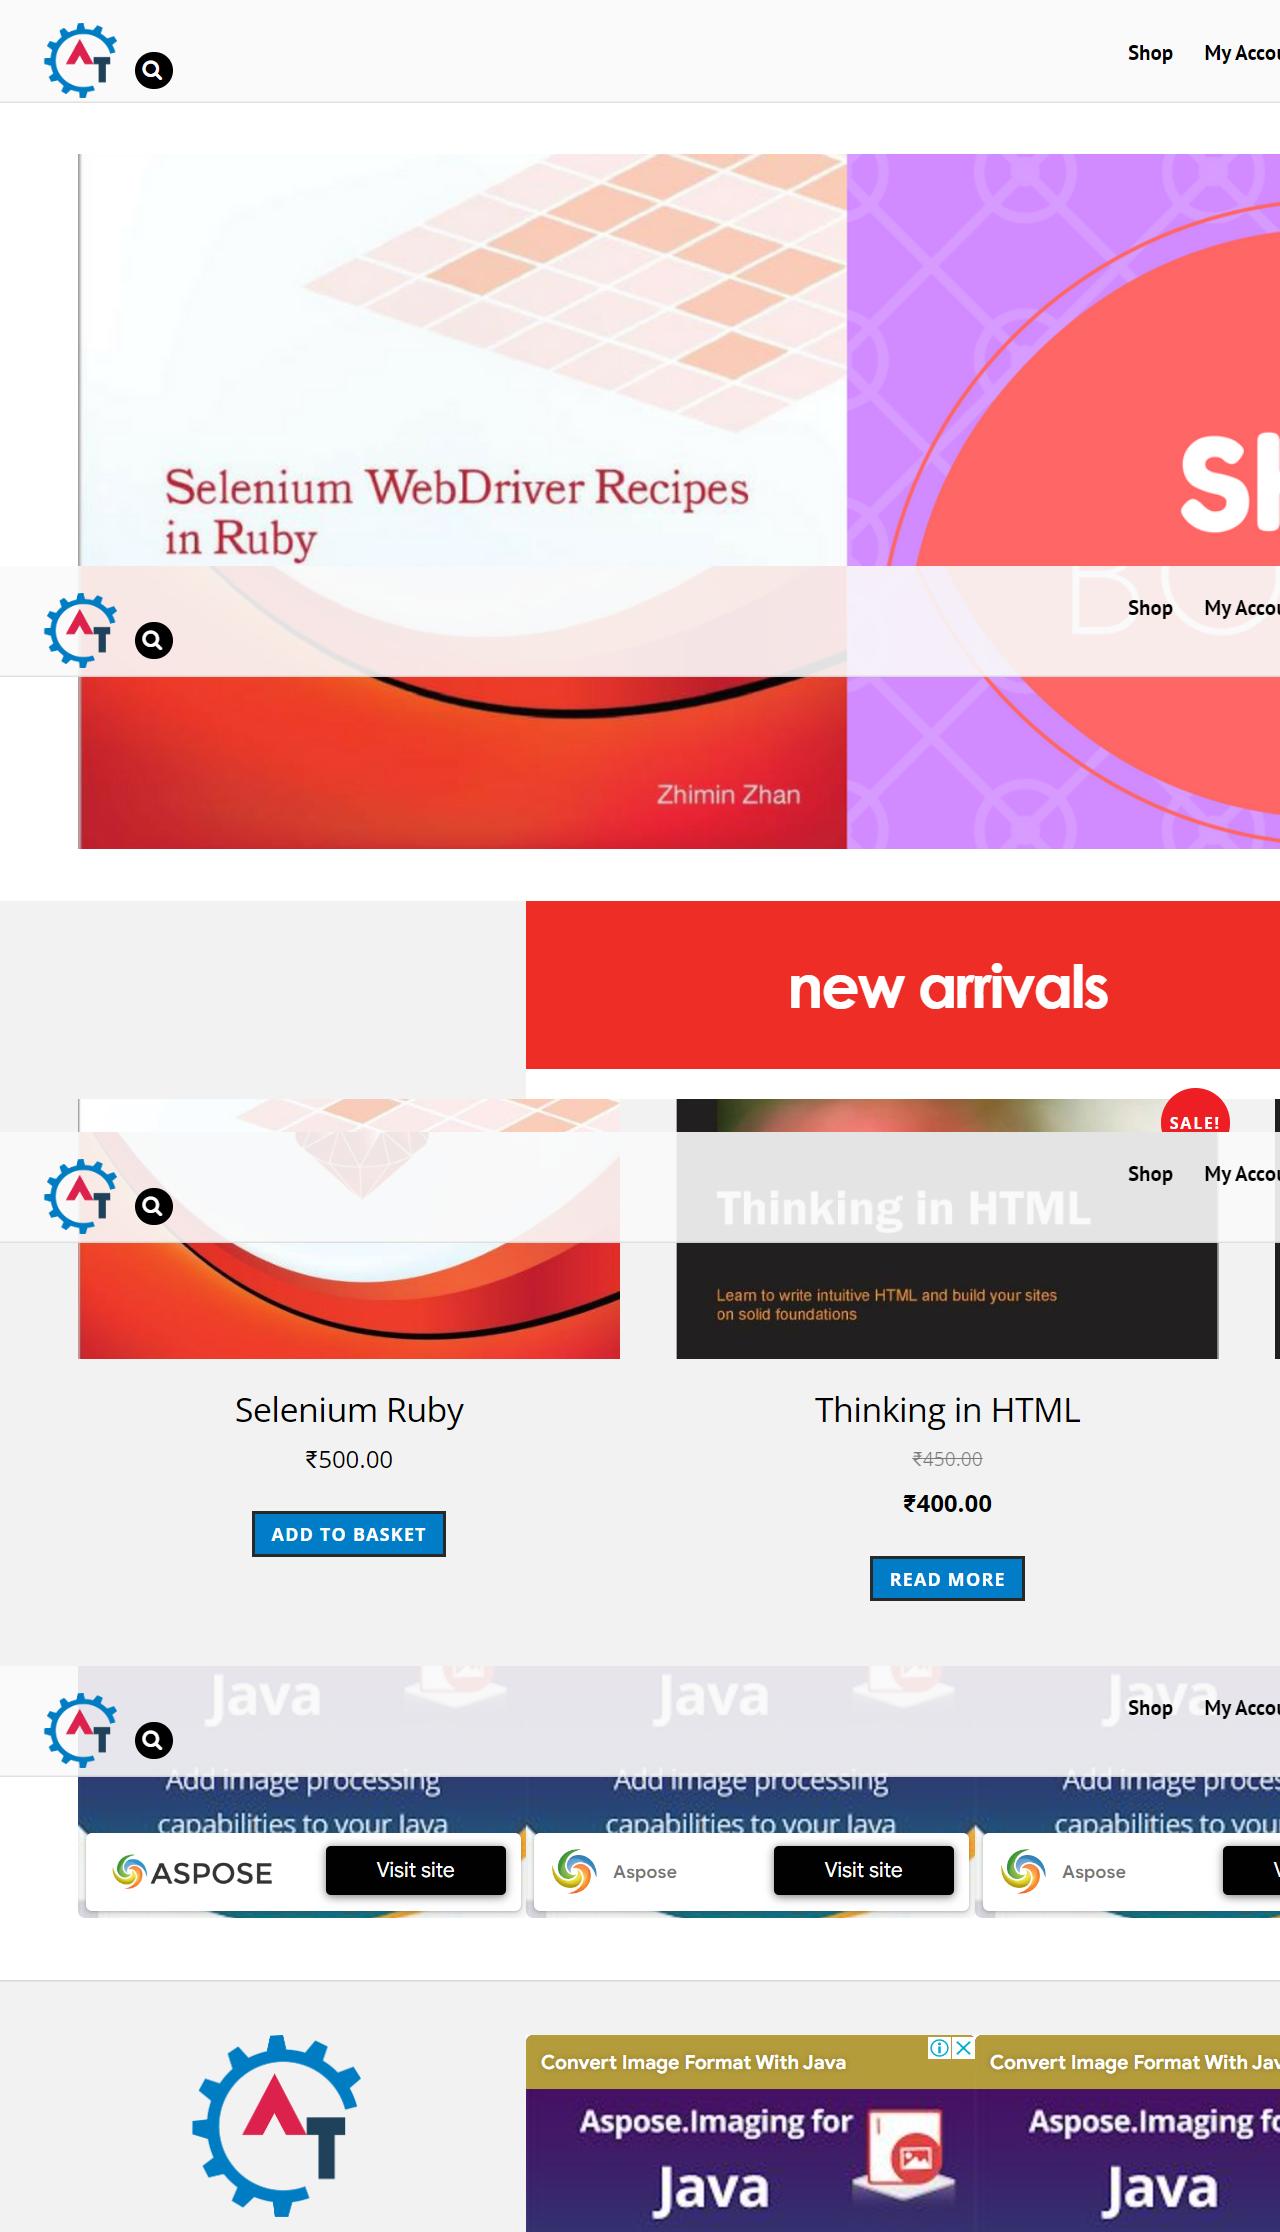 Shop My Accou
Selenium WebDriver Recipes
in Ruby
Sh
BO
Shop My Accou
Zhimin Zhan
new arrivals
SALE!
Shop My Accou
Thinking in HTML
Learn to write intuitive HTML and build your sites
on solid foundations
Selenium Ruby
Thinking in HTML
₹500.00
₹450.00
₹400.00
ADD TO BASKET
READ MORE
Java Java Java
Shop My Accou
Add image processing Add image processing Add image proces
capabilities to your Java capabilities to your Java capabilities to you
ASPOSE Visit site Aspose Visit site Aspose V
Convert Image Format With Java Convert Image Format With Jav
Aspose.Imaging for Aspose.Imaging fo
Java Java